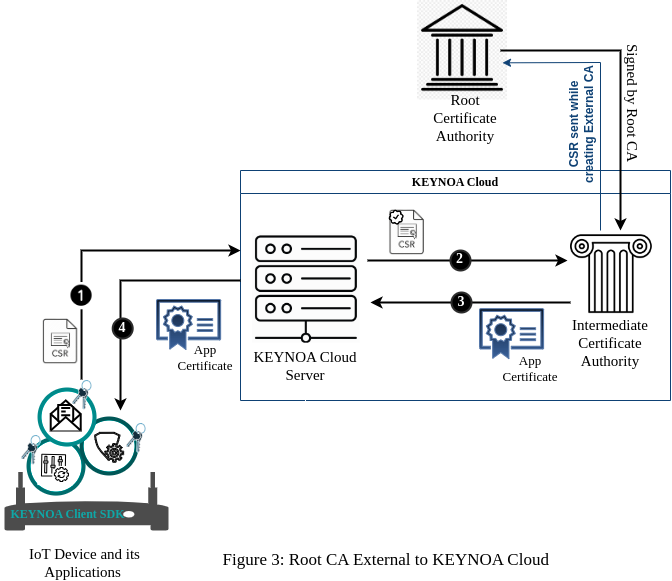 Root
Certificate
Authority
Signed by Root CA
CSR sent while
creating External CA
KEYNOA Cloud
CSR
2
3
1
4
CSR
App
Certificate
KEYNOA Cloud
Server
App
Certificate
Intermediate
Certificate
Authority
KEYNOA Client SDK
IoT Device and its
Applications
Figure 3: Root CA External to KEYNOA Cloud